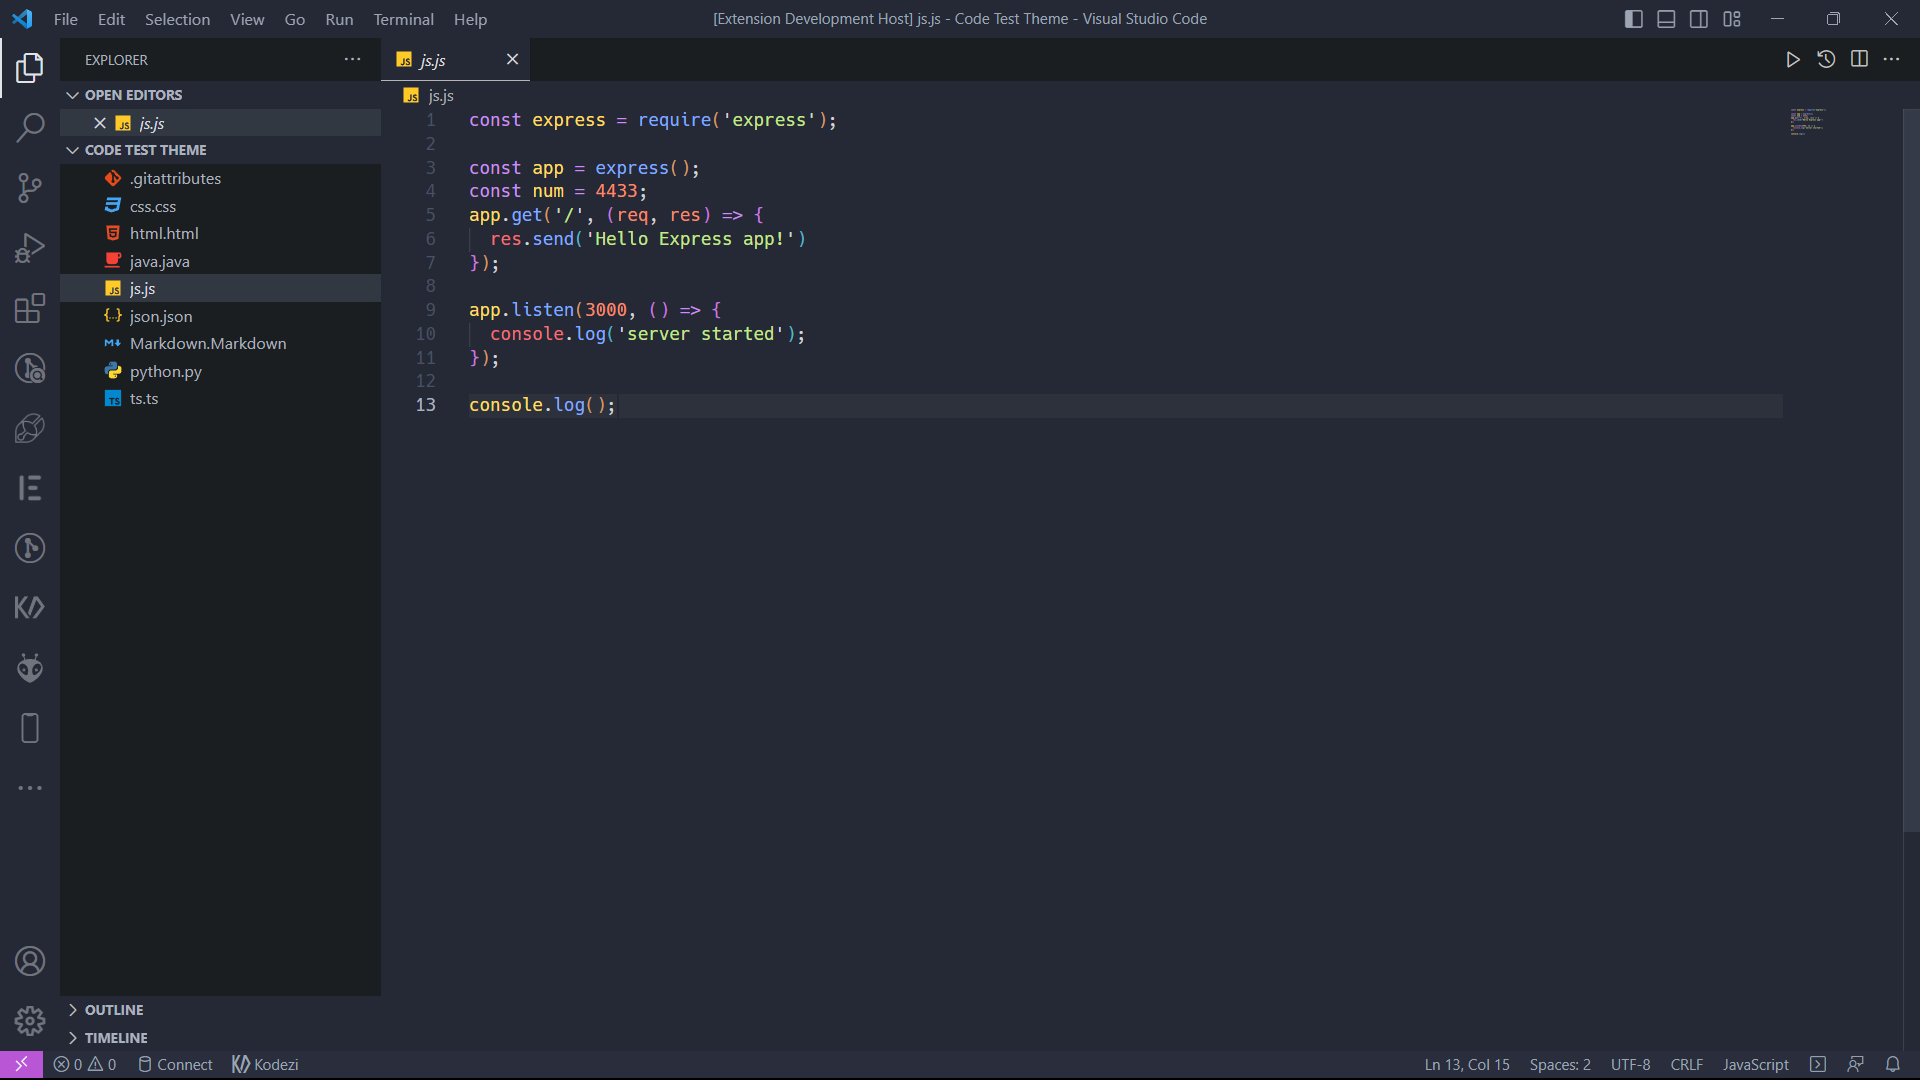 File Edit Selection View Go Run Terminal Help
[Extension Development Host] js.js - Code Test Theme - Visual Studio Code
EXPLORER
JS js.js
OPEN EDITORS
JS js.js
CODE TEST THEME
.gitattributes
css.css
html.html
java.java
JS js.js
json.json
Markdown.Markdown
python.py
TS ts.ts
OUTLINE
TIMELINE
JS js.js
1 const express = require('express');
2
3 const app = express();
4 const num = 4433;
5 app.get('/', (req, res) => {
6   res.send('Hello Express app!')
7 });
8
9 app.listen(3000, () => {
10   console.log('server started');
11 });
12
13 console.log();
0 0 Connect Kodezi
Ln 13, Col 15 Spaces: 2 UTF-8 CRLF JavaScript